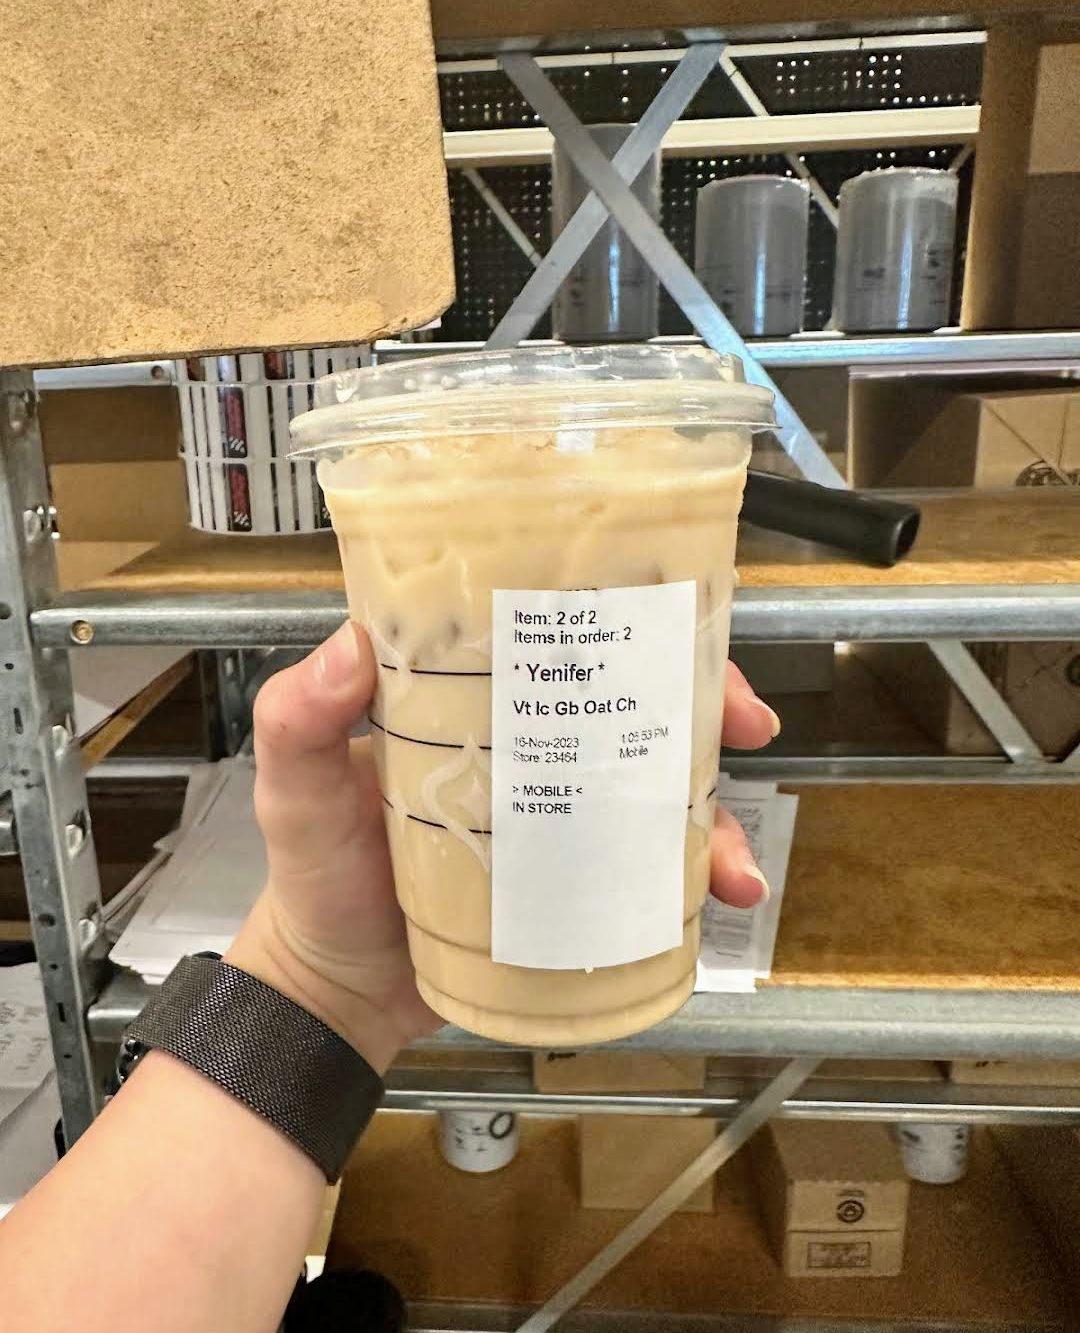 Item: 2 of 2
Items in order: 2
* Yenifer *
Vt Ic Gb Oat Ch
16-Nov-2023 1:05:53 PM
Store: 23464 Mobile
> MOBILE <
IN STORE